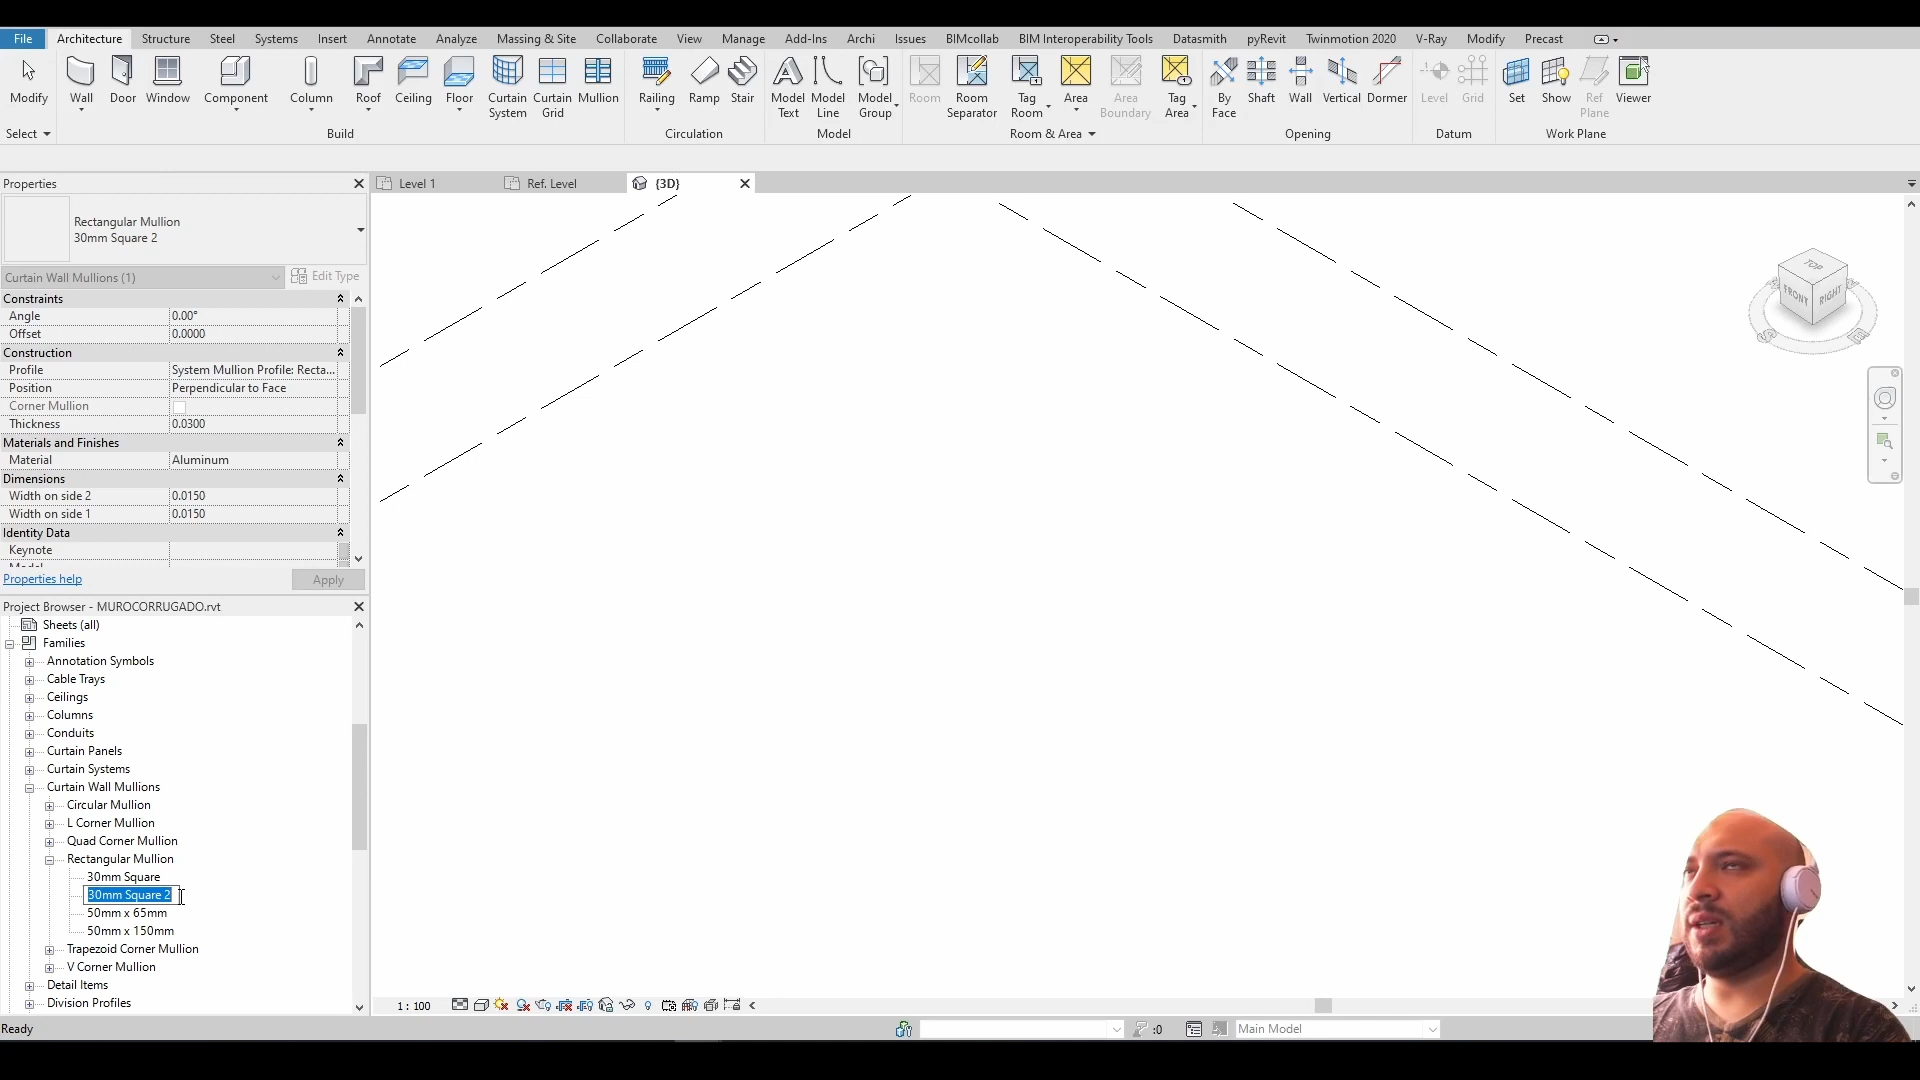 File Architecture Structure Steel Systems Insert Annotate Analyze Massing & Site Collaborate View Manage Add-Ins Archi Issues BIMcollab BIM Interoperability Tools Datasmith pyRevit Twinmotion 2020 V-Ray Modify Precast
Modify Wall Door Window Component Column Roof Ceiling Floor Curtain System Curtain Grid Mullion Railing Ramp Stair Model Text Model Line Model Group Room Room Separator Tag Room Area Area Boundary Tag Area By Face Shaft Wall Vertical Dormer Level Grid Set Show Ref Plane Viewer
Select Build Circulation Model Room & Area Opening Datum Work Plane
Properties
Level 1 Ref. Level {3D}
Rectangular Mullion
30mm Square 2
Curtain Wall Mullions (1) Edit Type
Constraints
Angle 0.00°
Offset 0.0000
Construction
Profile System Mullion Profile: Recta...
Position Perpendicular to Face
Corner Mullion
Thickness 0.0300
Materials and Finishes
Material Aluminum
Dimensions
Width on side 2 0.0150
Width on side 1 0.0150
Identity Data
Keynote
Properties help Apply
TOP
FRONT RIGHT
Project Browser - MUROCORRUGADO.rvt
Sheets (all)
Families
Annotation Symbols
Cable Trays
Ceilings
Columns
Conduits
Curtain Panels
Curtain Systems
Curtain Wall Mullions
Circular Mullion
L Corner Mullion
Quad Corner Mullion
Rectangular Mullion
30mm Square
30mm Square 2
50mm x 65mm
50mm x 150mm
Trapezoid Corner Mullion
V Corner Mullion
Detail Items
Division Profiles
1 : 100
Ready :0 Main Model